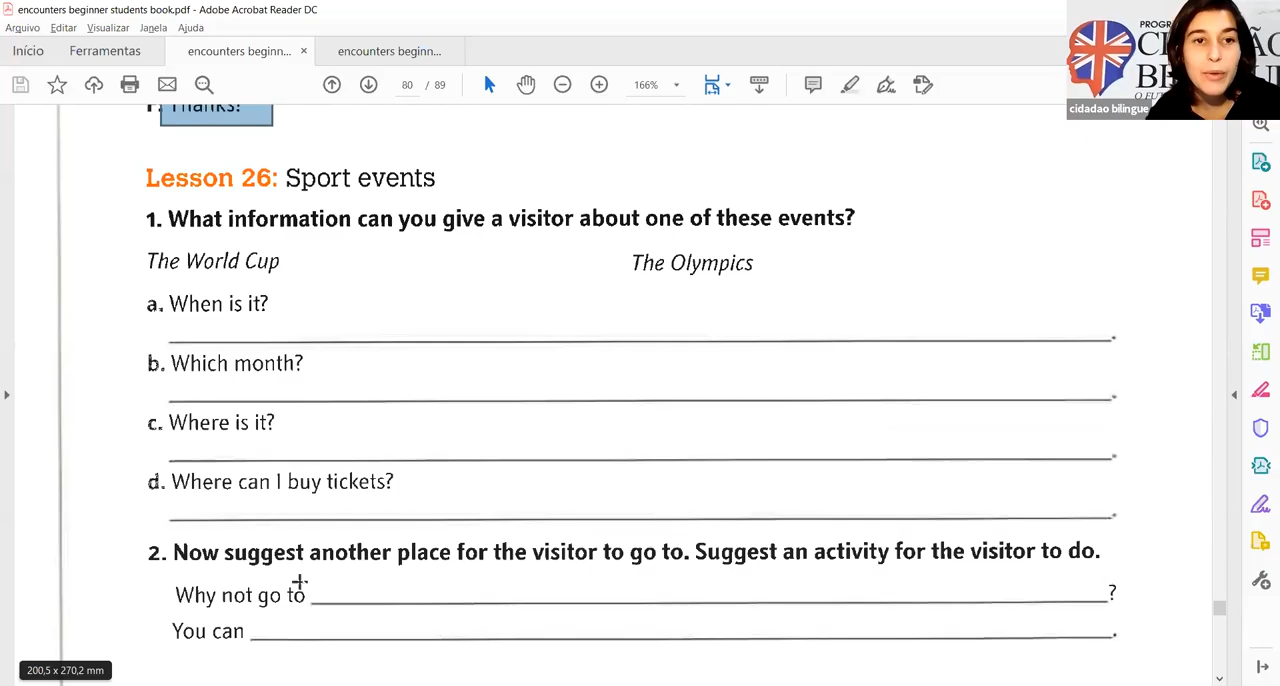 encounters beginner students book.pdf - Adobe Acrobat Reader DC
Arquivo Editar Visualizar Janela Ajuda
Início Ferramentas encounters beginn... × encounters beginn...
80 / 89 166%
cidadao bilingue
Thanks!
Lesson 26: Sport events
1. What information can you give a visitor about one of these events?
The World Cup The Olympics
a. When is it?
b. Which month?
c. Where is it?
d. Where can I buy tickets?
2. Now suggest another place for the visitor to go to. Suggest an activity for the visitor to do.
Why not go to ?
You can .
200,5 x 270,2 mm